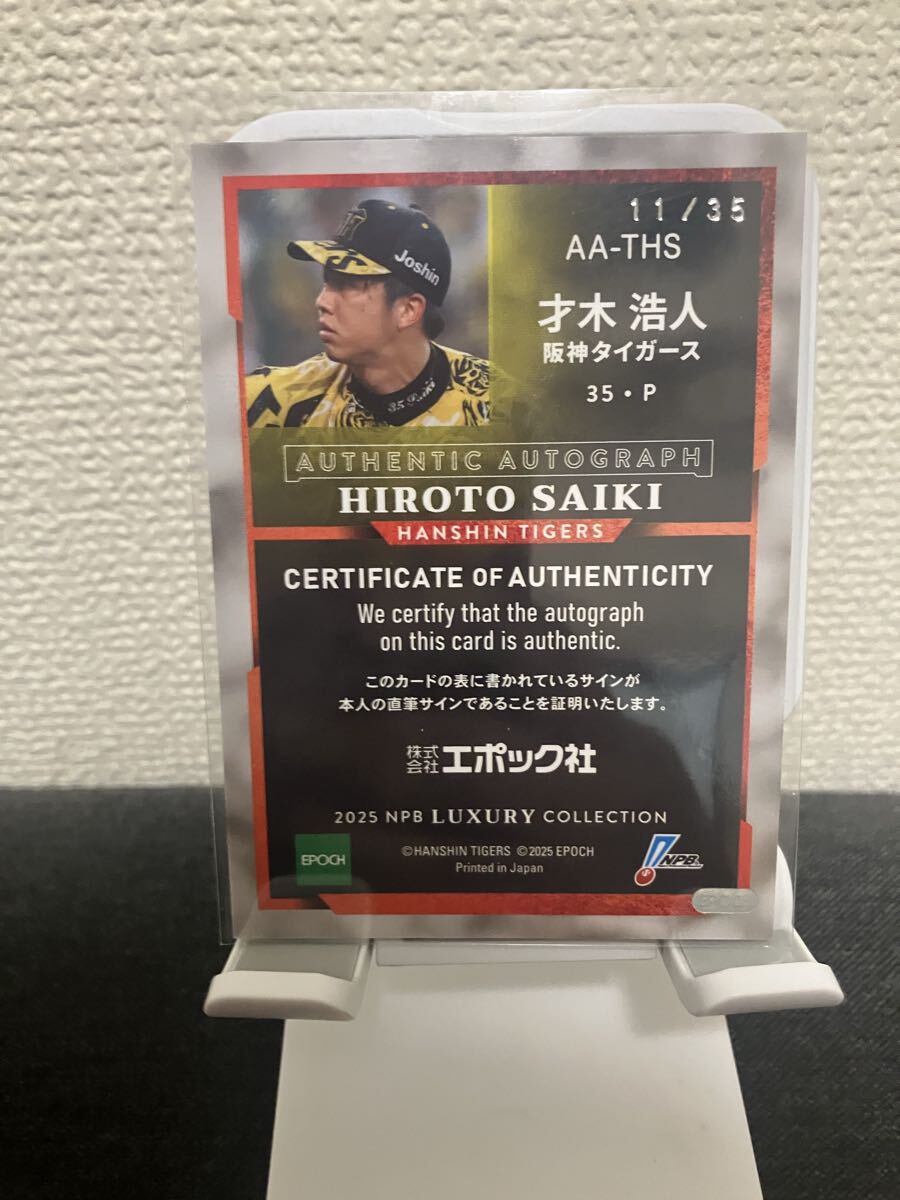 11/35
AA-THS
Joshin
才木 浩人
阪神タイガース
35・P
35 Saiki
AUTHENTIC AUTOGRAPH
HIROTO SAIKI
HANSHIN TIGERS
CERTIFICATE OF AUTHENTICITY
We certify that the autograph
on this card is authentic.
このカードの表に書かれているサインが
本人の直筆サインであることを証明いたします。
株式会社 エポック社
2025 NPB LUXURY COLLECTION
EPOCH
©HANSHIN TIGERS ©2025 EPOCH
Printed in Japan
NPB